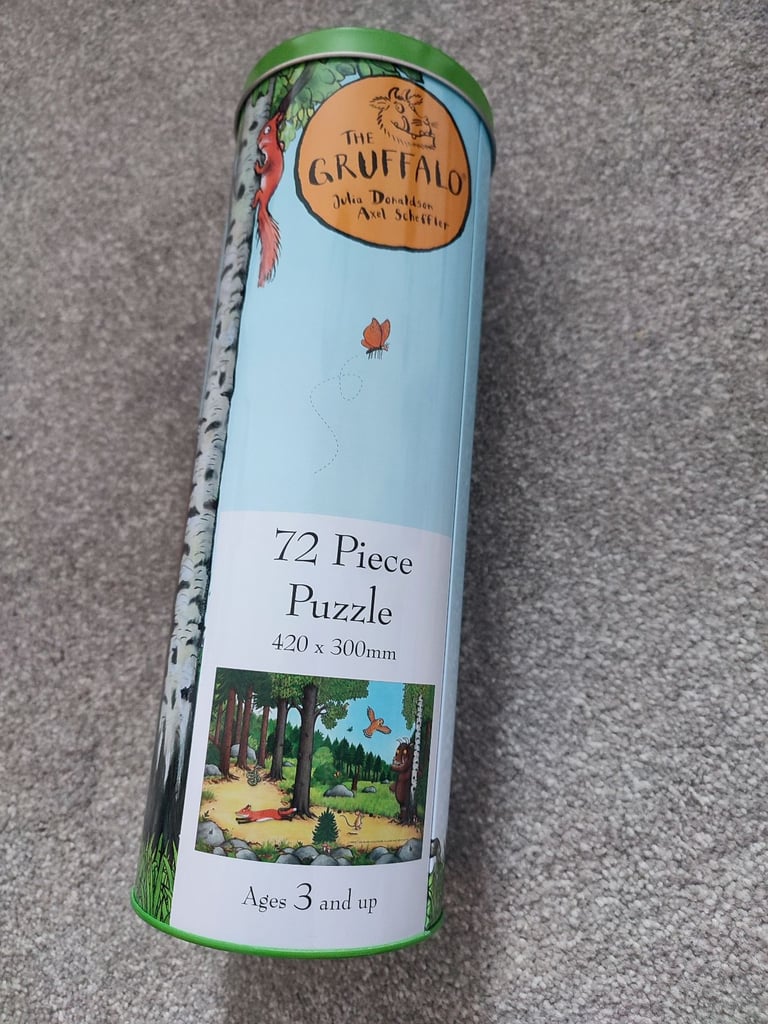 THE
GRUFFALO®
Julia Donaldson
Axel Scheffler
72 Piece
Puzzle
420 x 300mm
Ages 3 and up